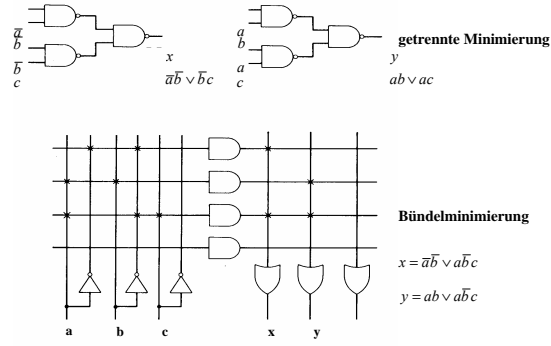 a̅
b̅
b̅
c
x
a̅b̅ ∨ b̅c
a
b
a
c
y
ab ∨ ac
getrennte Minimierung
Bündelminimierung
x = a̅b̅ ∨ ab̅c
y = ab ∨ ab̅c
a b c x y